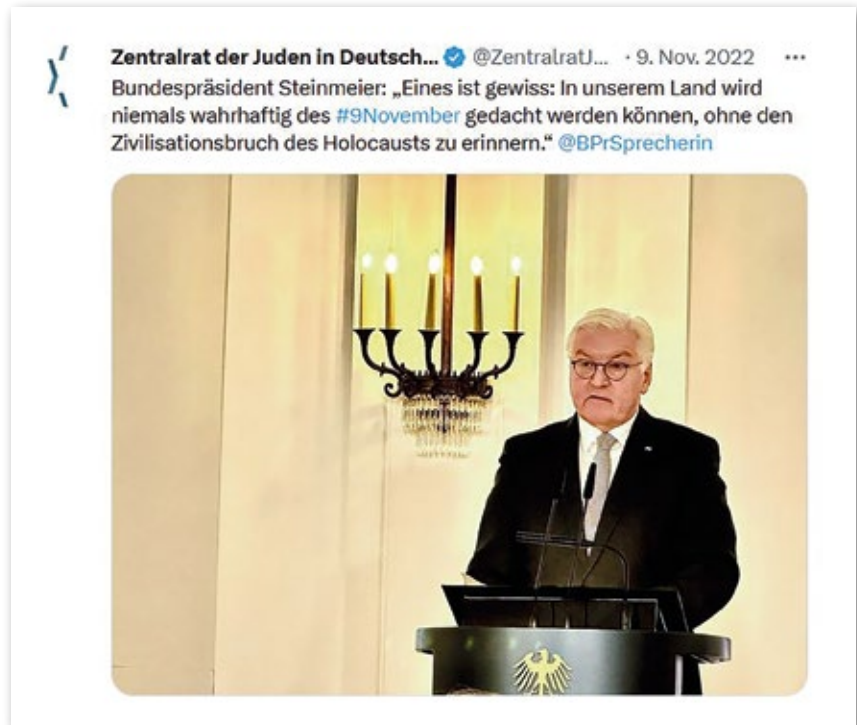 Zentralrat der Juden in Deutsch... @ZentralratJ... · 9. Nov. 2022 ...
Bundespräsident Steinmeier: „Eines ist gewiss: In unserem Land wird
niemals wahrhaftig des #9November gedacht werden können, ohne den
Zivilisationsbruch des Holocausts zu erinnern.“ @BPrSprecherin